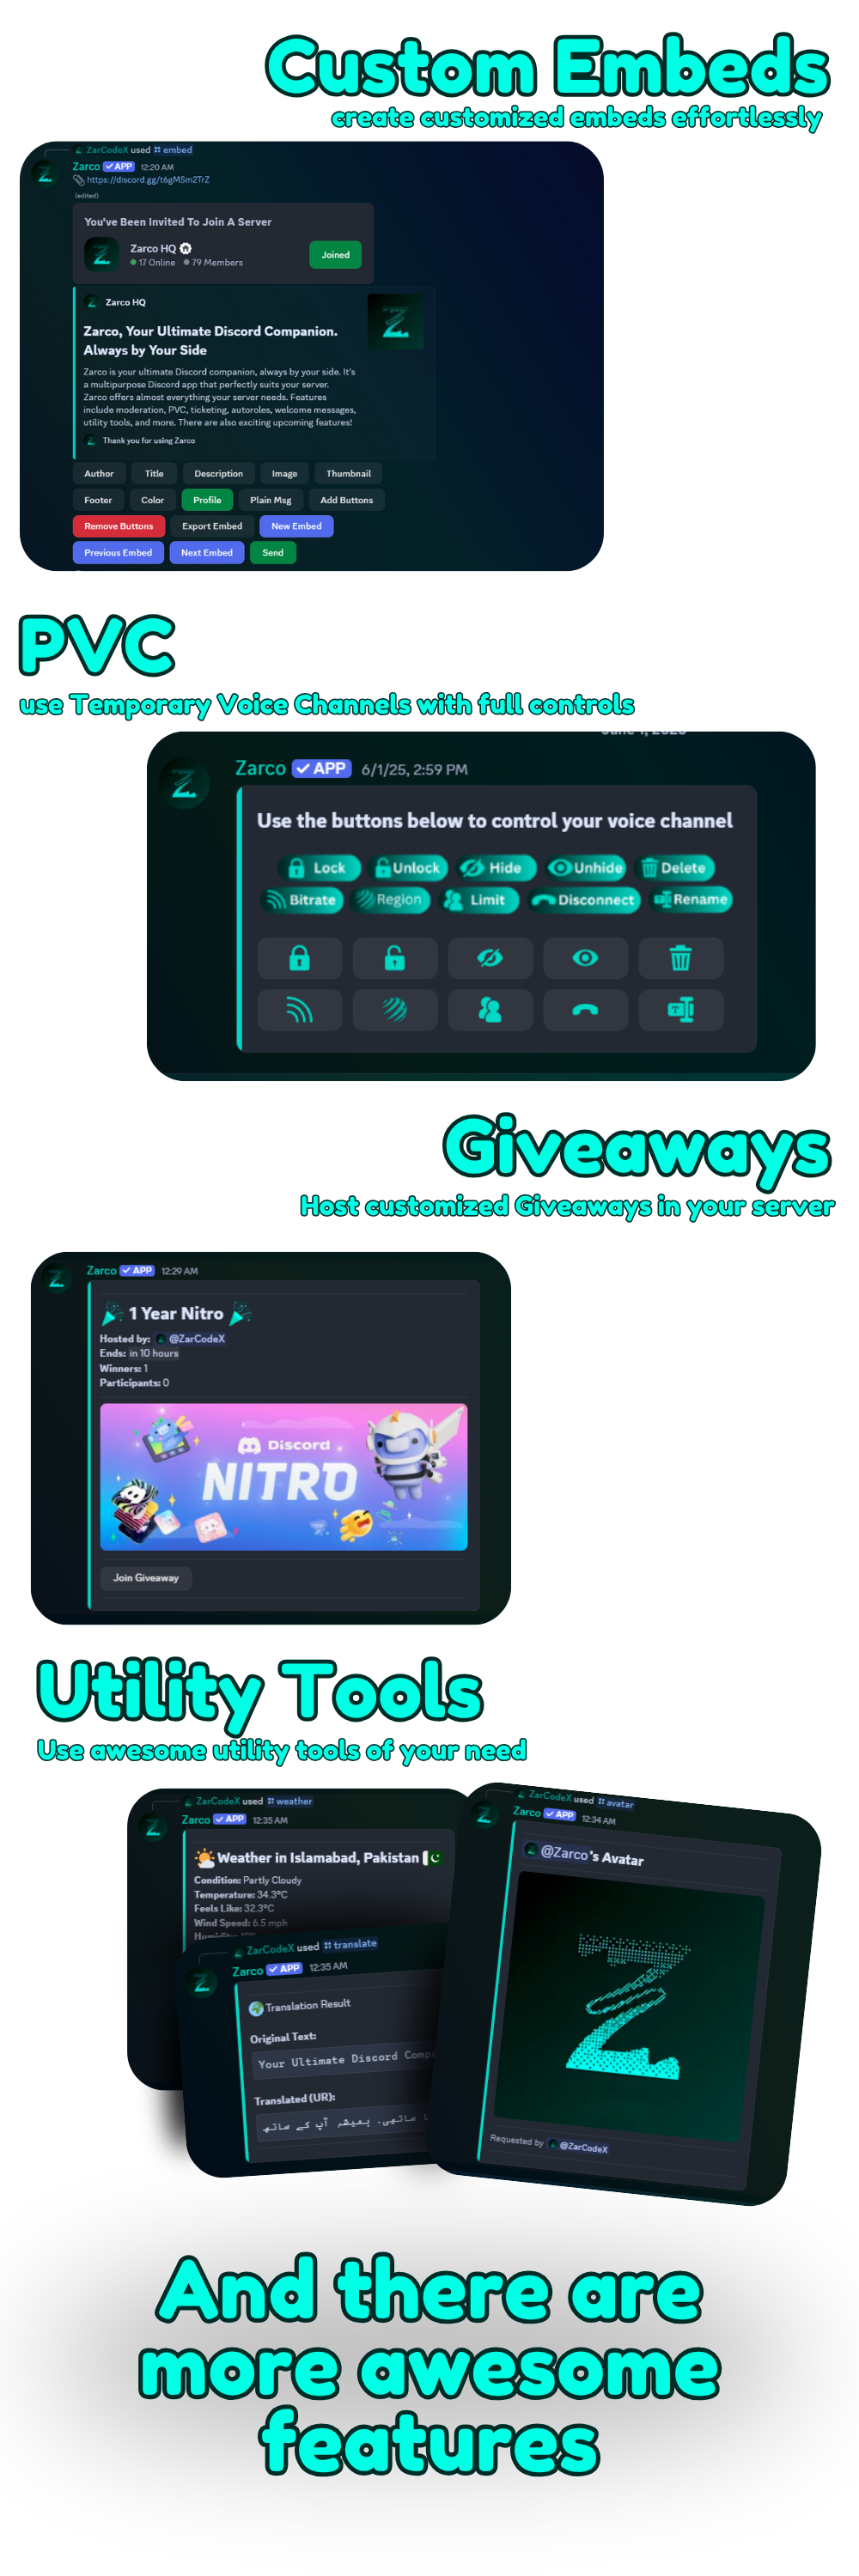 Custom Embeds
create customized embeds effortlessly
ZarCodeX used embed
Zarco APP 12:20 AM
https://discord.gg/t6gMSm2TrZ
(edited)
You've Been Invited To Join A Server
Zarco HQ
17 Online 79 Members
Joined
Zarco HQ
Zarco, Your Ultimate Discord Companion.
Always by Your Side
Zarco is your ultimate Discord companion, always by your side. It's
a multipurpose Discord app that perfectly suits your server.
Zarco offers almost everything your server needs. Features
include moderation, PVC, ticketing, autoroles, welcome messages,
utility tools, and more. There are also exciting upcoming features!
Thank you for using Zarco
Author Title Description Image Thumbnail
Footer Color Profile Plain Msg Add Buttons
Remove Buttons Export Embed New Embed
Previous Embed Next Embed Send
PVC
use Temporary Voice Channels with full controls
June 1, 2025
Zarco APP 6/1/25, 2:59 PM
Use the buttons below to control your voice channel
Lock Unlock Hide Unhide Delete
Bitrate Region Limit Disconnect Rename
Giveaways
Host customized Giveaways in your server
Zarco APP 12:29 AM
1 Year Nitro
Hosted by: @ZarCodeX
Ends: in 10 hours
Winners: 1
Participants: 0
Discord
NITRO
Join Giveaway
Utility Tools
Use awesome utility tools of your need
ZarCodeX used weather
Zarco APP 12:35 AM
Weather in Islamabad, Pakistan
Condition: Partly Cloudy
Temperature: 34.3°C
Feels Like: 32.3°C
Wind Speed: 6.5 mph
ZarCodeX used translate
Zarco APP 12:35 AM
Translation Result
Original Text:
Your Ultimate Discord
Translated (UR):
ساتھی۔ ہمیشہ آپ کے ساتھ
ZarCodeX used avatar
Zarco APP 12:34 AM
@Zarco's Avatar
Requested by @ZarCodeX
And there are
more awesome
features